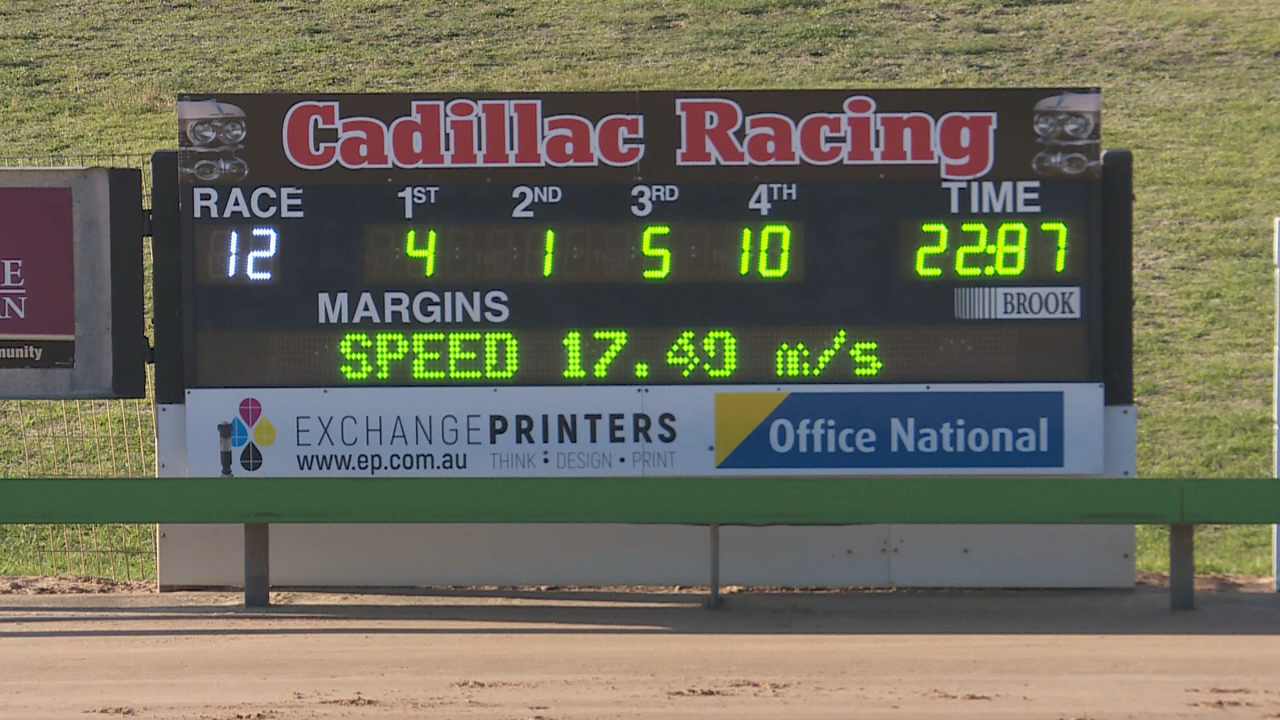 Cadillac Racing
RACE 1ST 2ND 3RD 4TH TIME
12 4 1 5 10 22:87
MARGINS
BROOK
SPEED 17.49 m/s
EXCHANGEPRINTERS
www.ep.com.au THINK • DESIGN • PRINT
Office National
E
N
munity